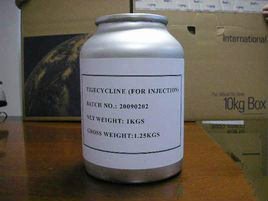 TIGECYCLINE (FOR INJECTION)
BATCH NO.: 20090202
NET WEIGHT: 1KGS
GROSS WEIGHT:1.25KGS
International
10kg Box